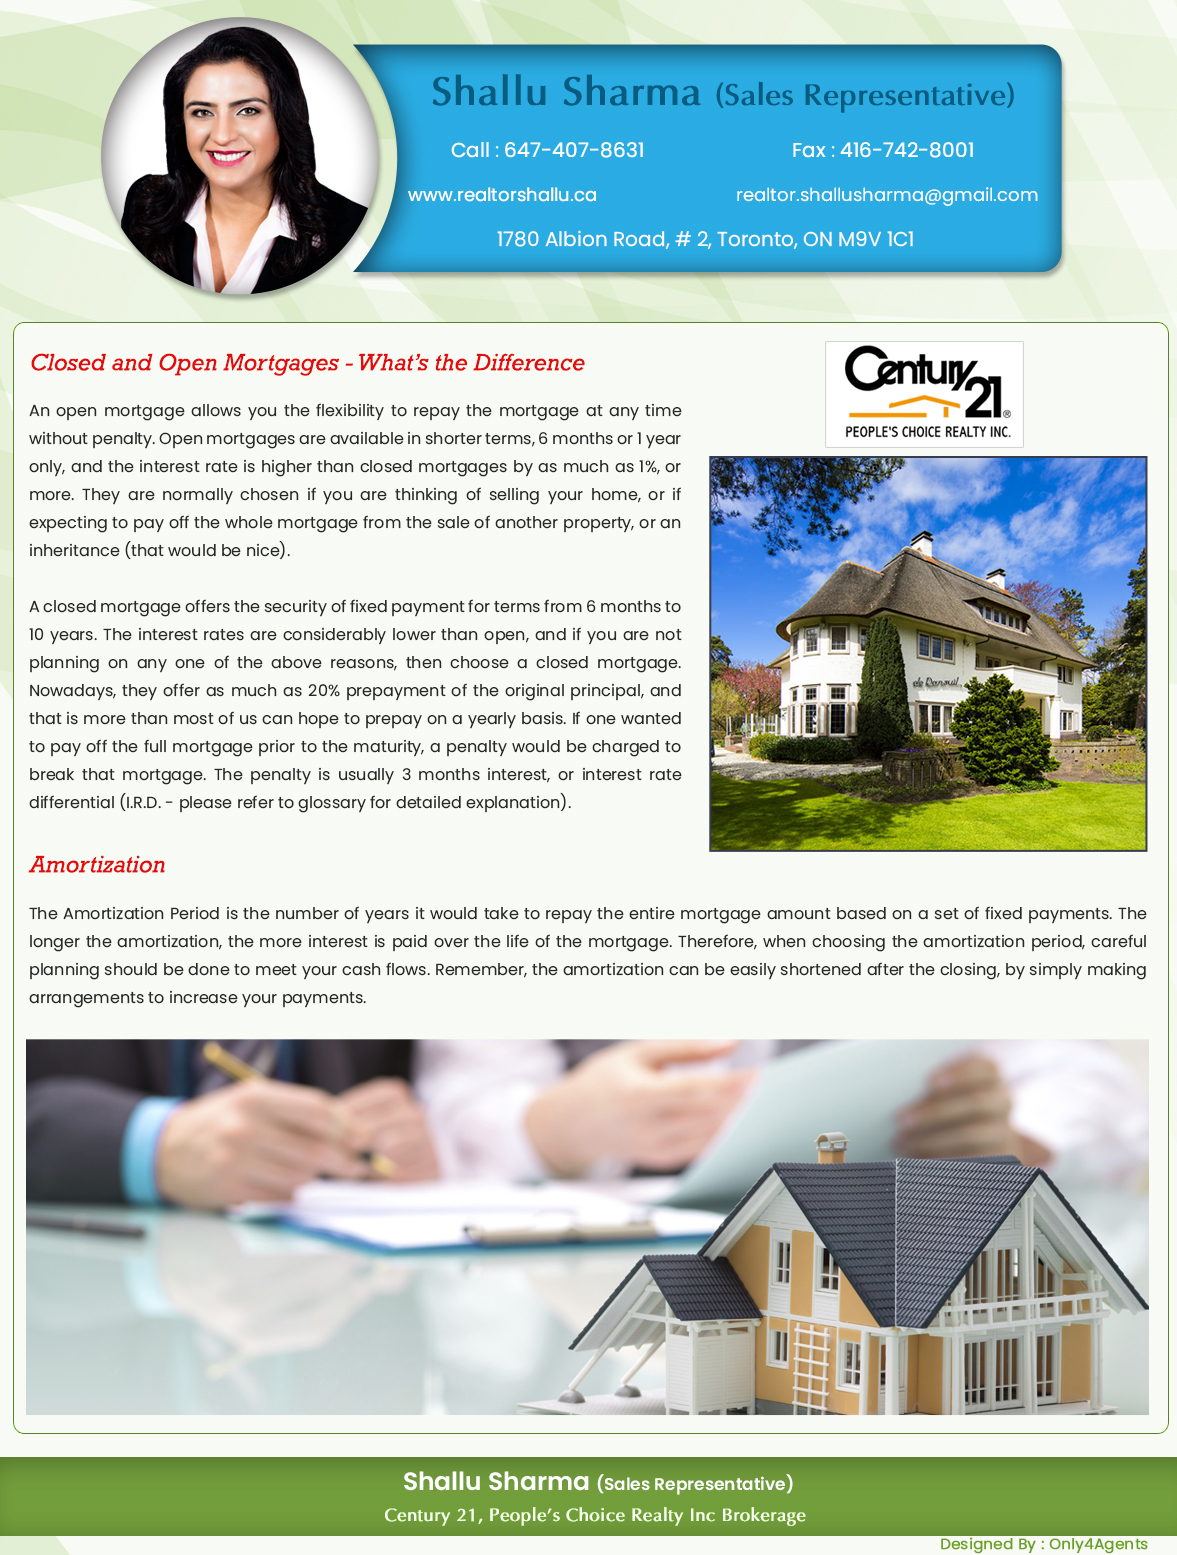 Shallu Sharma (Sales Representative)
Call : 647-407-8631
Fax : 416-742-8001
www.realtorshallu.ca
realtor.shallusharma@gmail.com
1780 Albion Road, # 2, Toronto, ON M9V 1C1
Closed and Open Mortgages - What's the Difference
An open mortgage allows you the flexibility to repay the mortgage at any time
without penalty. Open mortgages are available in shorter terms, 6 months or 1 year
only, and the interest rate is higher than closed mortgages by as much as 1%, or
more. They are normally chosen if you are thinking of selling your home, or if
expecting to pay off the whole mortgage from the sale of another property, or an
inheritance (that would be nice).
A closed mortgage offers the security of fixed payment for terms from 6 months to
10 years. The interest rates are considerably lower than open, and if you are not
planning on any one of the above reasons, then choose a closed mortgage.
Nowadays, they offer as much as 20% prepayment of the original principal, and
that is more than most of us can hope to prepay on a yearly basis. If one wanted
to pay off the full mortgage prior to the maturity, a penalty would be charged to
break that mortgage. The penalty is usually 3 months interest, or interest rate
differential (I.R.D. - please refer to glossary for detailed explanation).
Century 21®
PEOPLE'S CHOICE REALTY INC.
Amortization
The Amortization Period is the number of years it would take to repay the entire mortgage amount based on a set of fixed payments. The
longer the amortization, the more interest is paid over the life of the mortgage. Therefore, when choosing the amortization period, careful
planning should be done to meet your cash flows. Remember, the amortization can be easily shortened after the closing, by simply making
arrangements to increase your payments.
Shallu Sharma (Sales Representative)
Century 21, People's Choice Realty Inc Brokerage
Designed By : Only4Agents